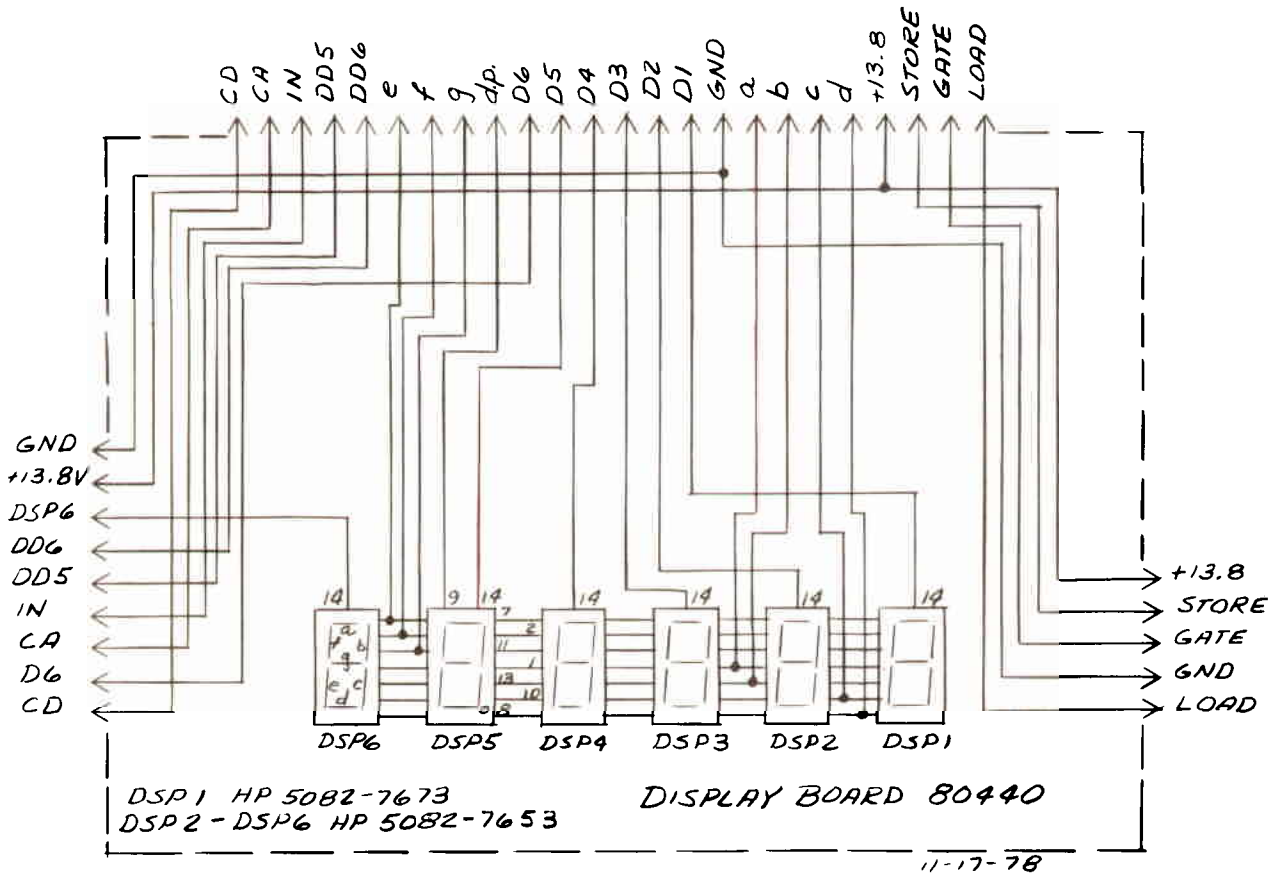 CD CA IN DD5 DD6 e f g dp. D6 D5 D4 D3 D2 D1 GND a b c d +13.8 STORE GATE LOAD
GND
+13.8V
DSP6
DD6
DD5
IN
CA
D6
CD
+13.8
STORE
GATE
GND
LOAD
14 9 14 14 14 14 14
a
f b
g
e c
d
7
2
11
1
13
10
8
DSP6 DSP5 DSP4 DSP3 DSP2 DSP1
DSP1 HP 5082-7673
DSP2-DSP6 HP 5082-7653
DISPLAY BOARD 80440
11-17-78